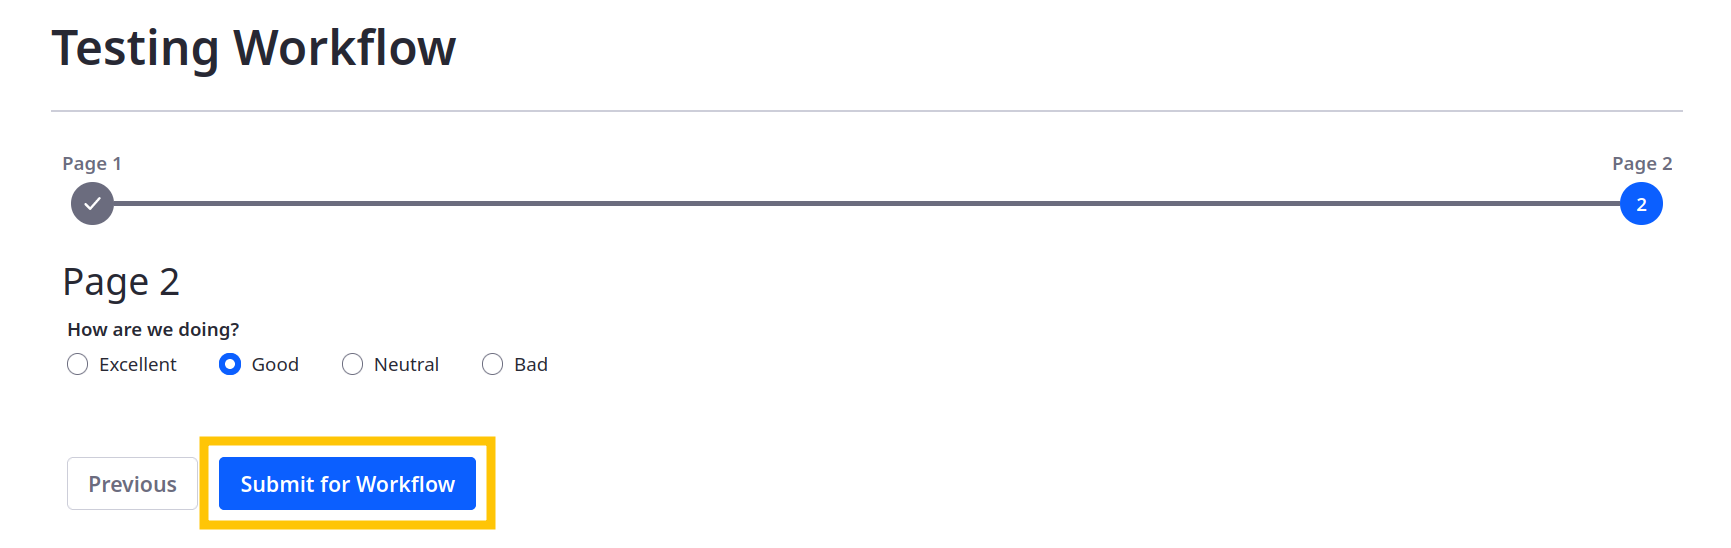 Testing Workflow
Page 1 Page 2
2
Page 2
How are we doing?
Excellent Good Neutral Bad
Previous Submit for Workflow